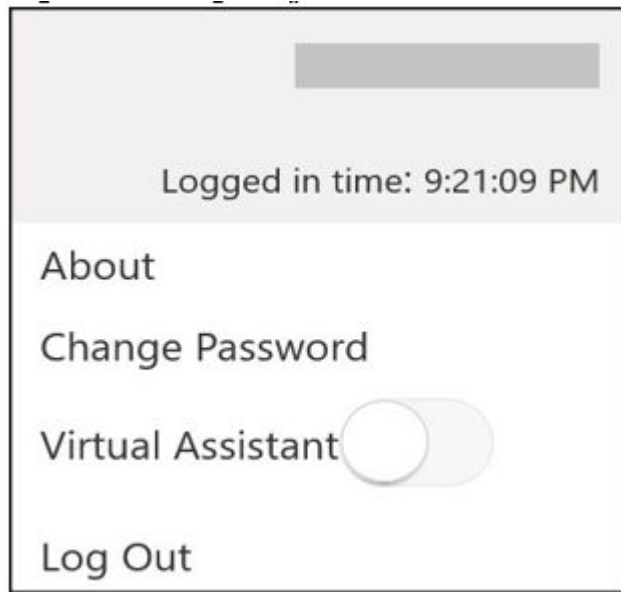 Logged in time: 9:21:09 PM
About
Change Password
Virtual Assistant
Log Out